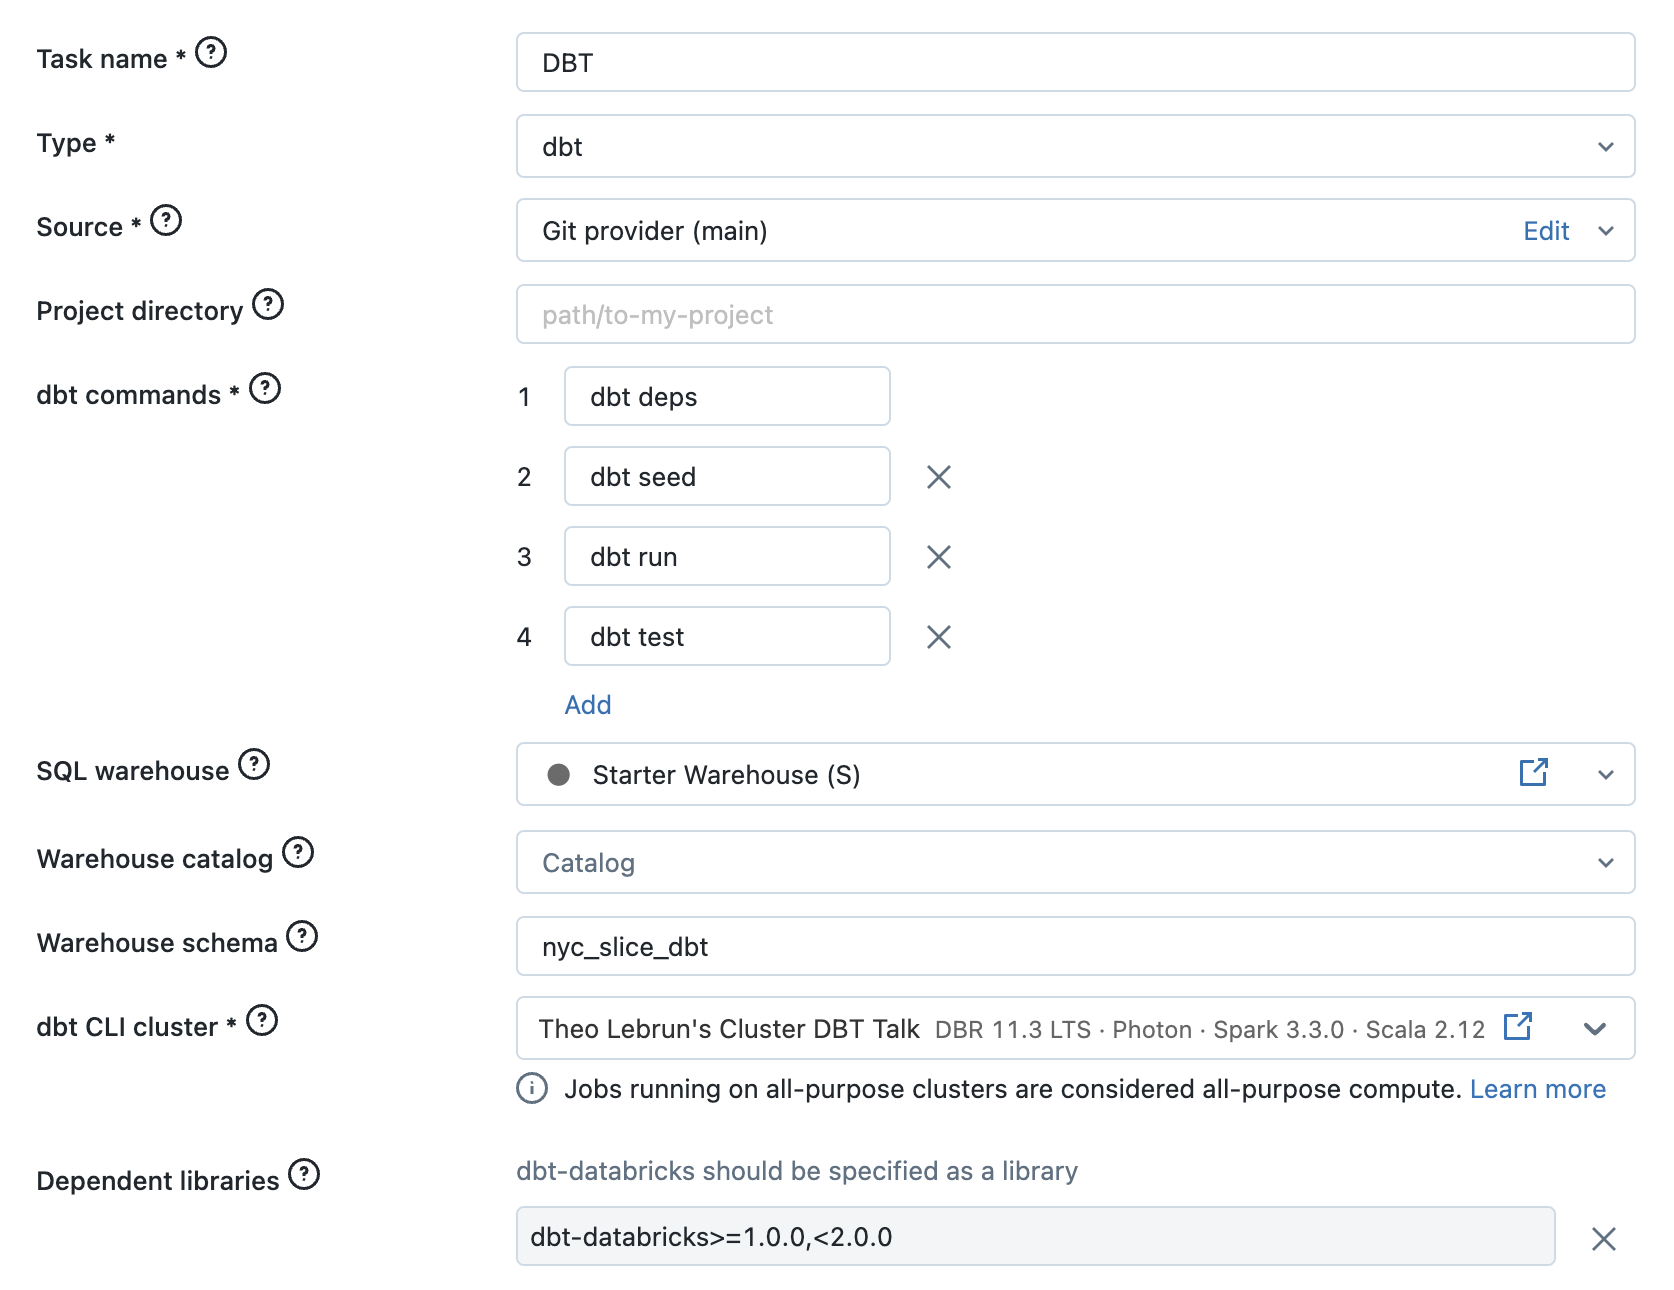 Task name * ?
DBT
Type *
dbt
Source * ?
Git provider (main) Edit
Project directory ?
path/to-my-project
dbt commands * ?
1 dbt deps
2 dbt seed
3 dbt run
4 dbt test
Add
SQL warehouse ?
Starter Warehouse (S)
Warehouse catalog ?
Catalog
Warehouse schema ?
nyc_slice_dbt
dbt CLI cluster * ?
Theo Lebrun's Cluster DBT Talk DBR 11.3 LTS · Photon · Spark 3.3.0 · Scala 2.12
i Jobs running on all-purpose clusters are considered all-purpose compute. Learn more
Dependent libraries ?
dbt-databricks should be specified as a library
dbt-databricks>=1.0.0,<2.0.0